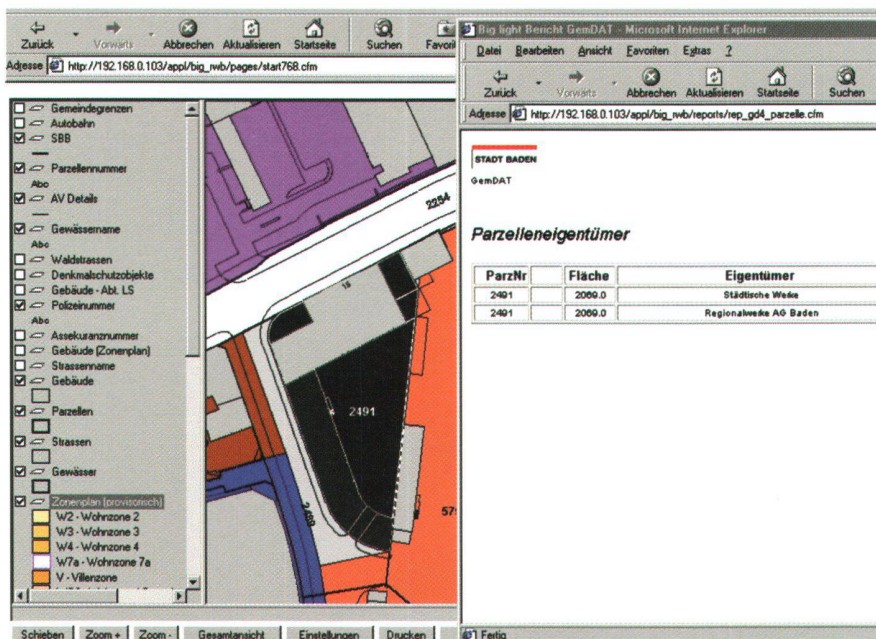 Zurück Vorwärts Abbrechen Aktualisieren Startseite Suchen
Adresse http://192.168.0.103/appl/big_rwb/pages/start768.cfm
Gemeindegrenzen
Autobahn
SBB
Parzellennummer
Abc
AV Details
Gewässername
Abc
Waldstrassen
Denkmalschutzobjekte
Gebäude - Abt. LS
Polizeinummer
Abc
Assekuranznummer
Gebäude (Zonenplan)
Strassenname
Gebäude
Parzellen
Strassen
Gewässer
Zonenplan (provisorisch)
W2 - Wohnzone 2
W3 - Wohnzone 3
W4 - Wohnzone 4
W7a - Wohnzone 7a
V - Villenzone
2254
2491
2489
Schieben Zoom + Zoom - Gesamtansicht Einstellungen Drucken
Big light Bericht GemDAT - Microsoft Internet Explorer
Datei Bearbeiten Ansicht Favoriten Extras ?
Zurück Vorwärts Abbrechen Aktualisieren Startseite Suchen
Adresse http://192.168.0.103/appl/big_rwb/reports/rep_gd4_parzelle.cfm
STADT BADEN
GemDAT
Parzelleneigentümer
ParzNr Fläche Eigentümer
2491 2069.0 Städtische Werke
2491 2069.0 Regionalwerke AG Baden
Fertig